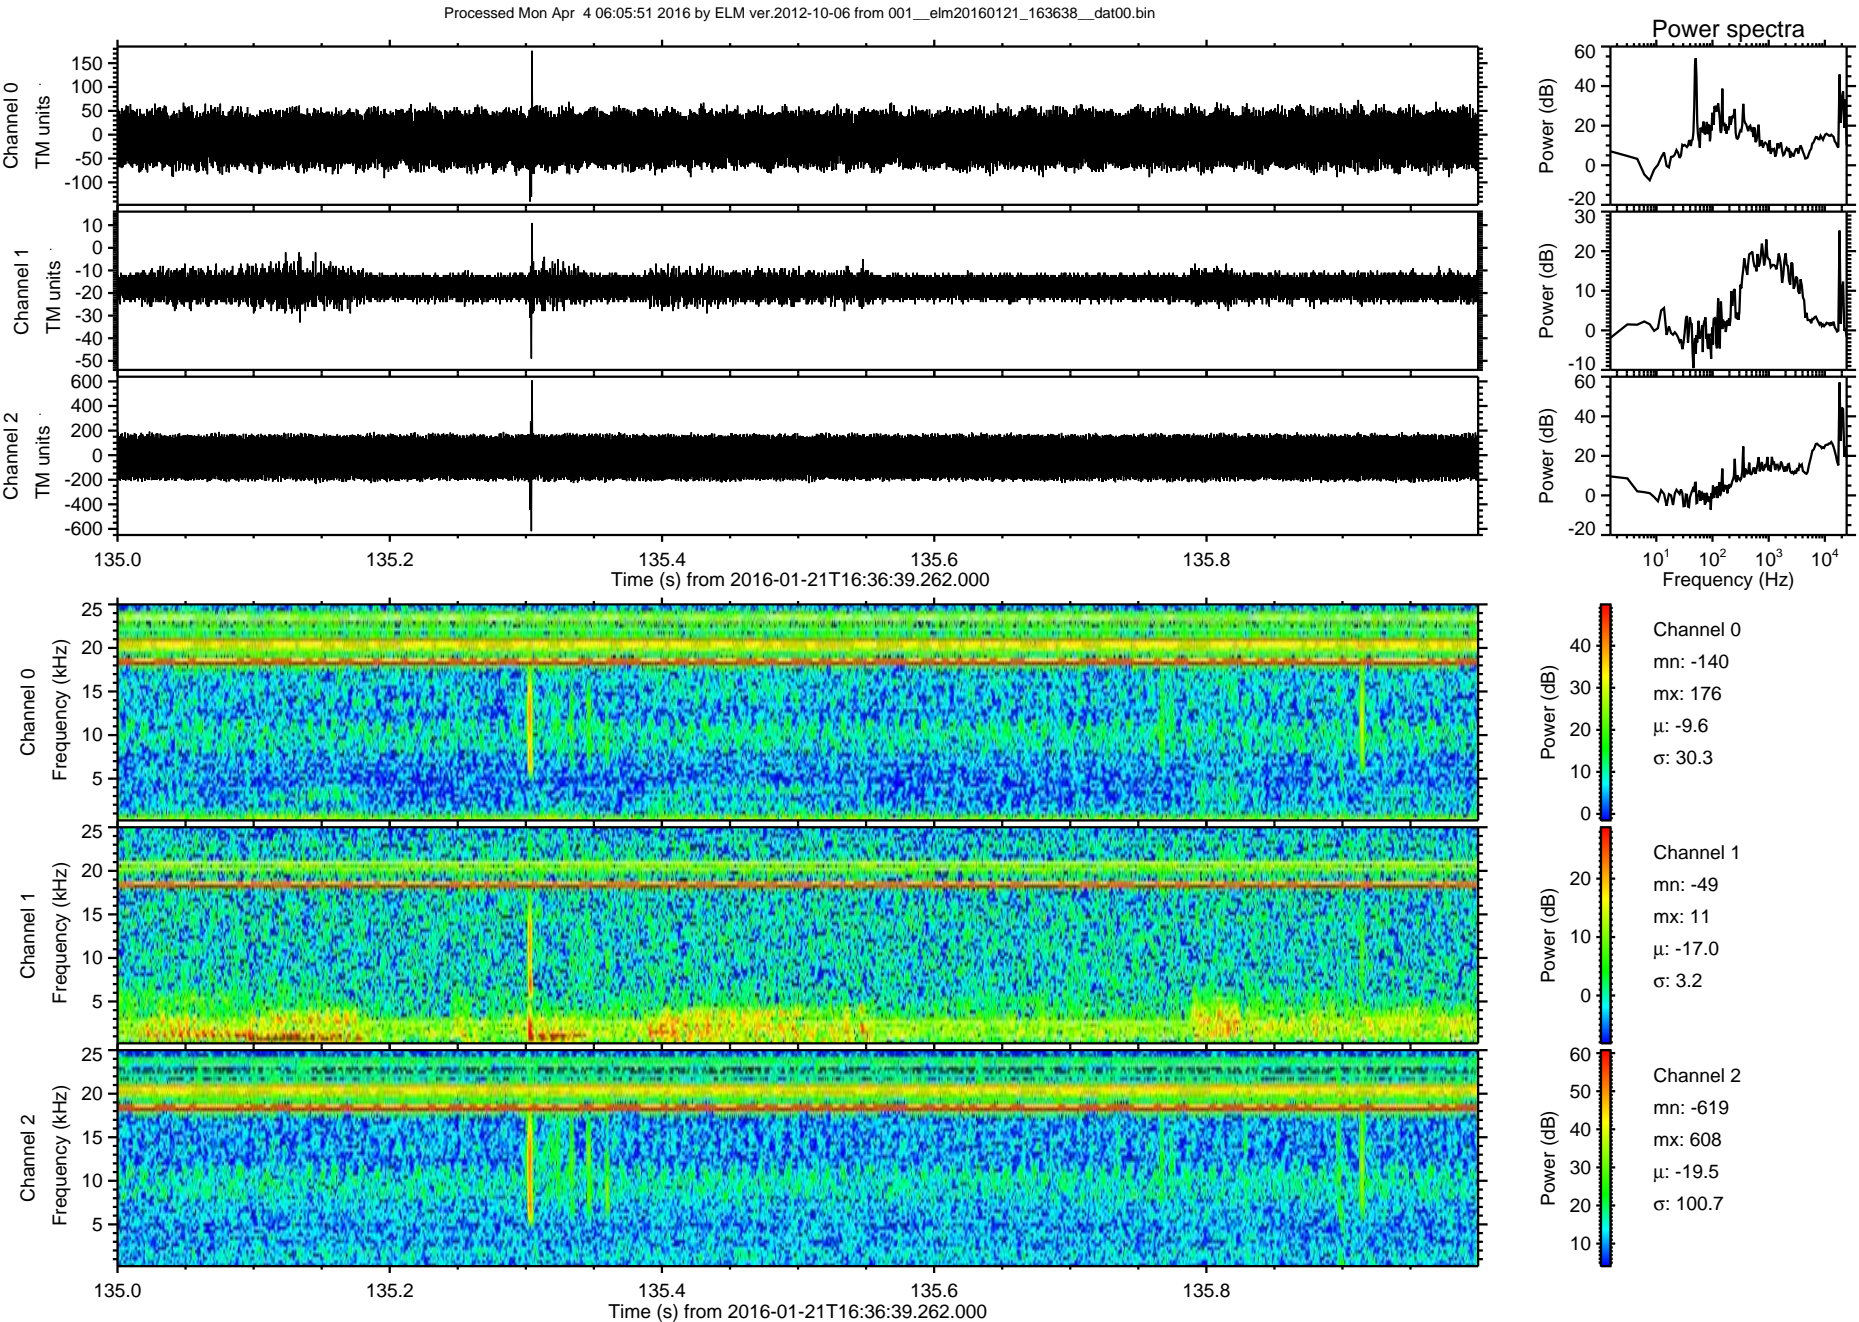 Processed Mon Apr  4 06:05:51 2016 by ELM ver.2012-10-06 from 001__elm20160121_163638__dat00.bin
Power spectra
Channel 0
TM units
150
100
50
0
-50
-100
Power (dB)
60
40
20
0
-20
Channel 1
TM units
10
0
-10
-20
-30
-40
-50
Power (dB)
30
20
10
0
-10
Channel 2
TM units
600
400
200
0
-200
-400
-600
Power (dB)
60
40
20
0
-20
135.0 135.2 135.4 135.6 135.8
Time (s) from 2016-01-21T16:36:39.262.000
10^1 10^2 10^3 10^4
Frequency (Hz)
Channel 0
Frequency (kHz)
25
20
15
10
5
Power (dB)
40
30
20
10
0
Channel 0
mn: -140
mx: 176
μ: -9.6
σ: 30.3
Channel 1
Frequency (kHz)
25
20
15
10
5
Power (dB)
20
10
0
Channel 1
mn: -49
mx: 11
μ: -17.0
σ: 3.2
Channel 2
Frequency (kHz)
25
20
15
10
5
Power (dB)
60
50
40
30
20
10
Channel 2
mn: -619
mx: 608
μ: -19.5
σ: 100.7
135.0 135.2 135.4 135.6 135.8
Time (s) from 2016-01-21T16:36:39.262.000